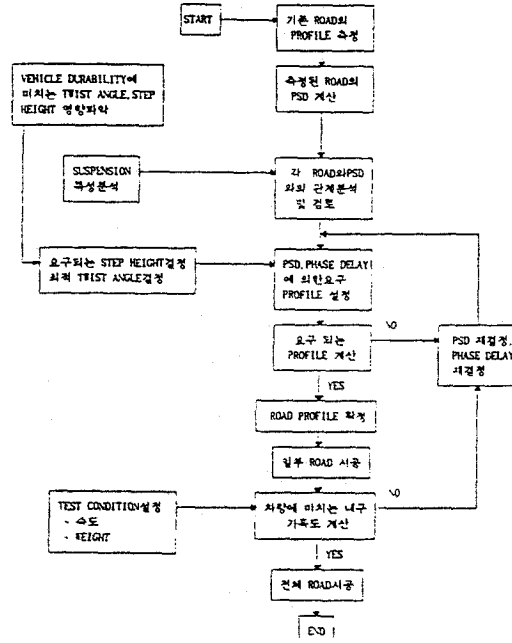 START
기존 ROAD의
PROFILE 측정
VEHICLE DURABILITY에
미치는 TWIST ANGLE, STEP
HEIGHT 영향파악
측정된 ROAD의
PSD 계산
SUSPENSION
특성분석
각 ROAD와PSD
와의 관계분석
및 검토
요구되는 STEP HEIGHT결정
최적 TWIST ANGLE결정
PSD, PHASE DELAY
에 의한요구
PROFILE 설정
요구 되는
PROFILE 계산
NO
PSD 재결정,
PHASE DELAY
재결정
YES
ROAD PROFILE 확정
일부 ROAD 시공
TEST CONDITION설정
- 속도
- WEIGHT
차량에 미치는 내구
가혹도 계산
NO
YES
전체 ROAD시공
END